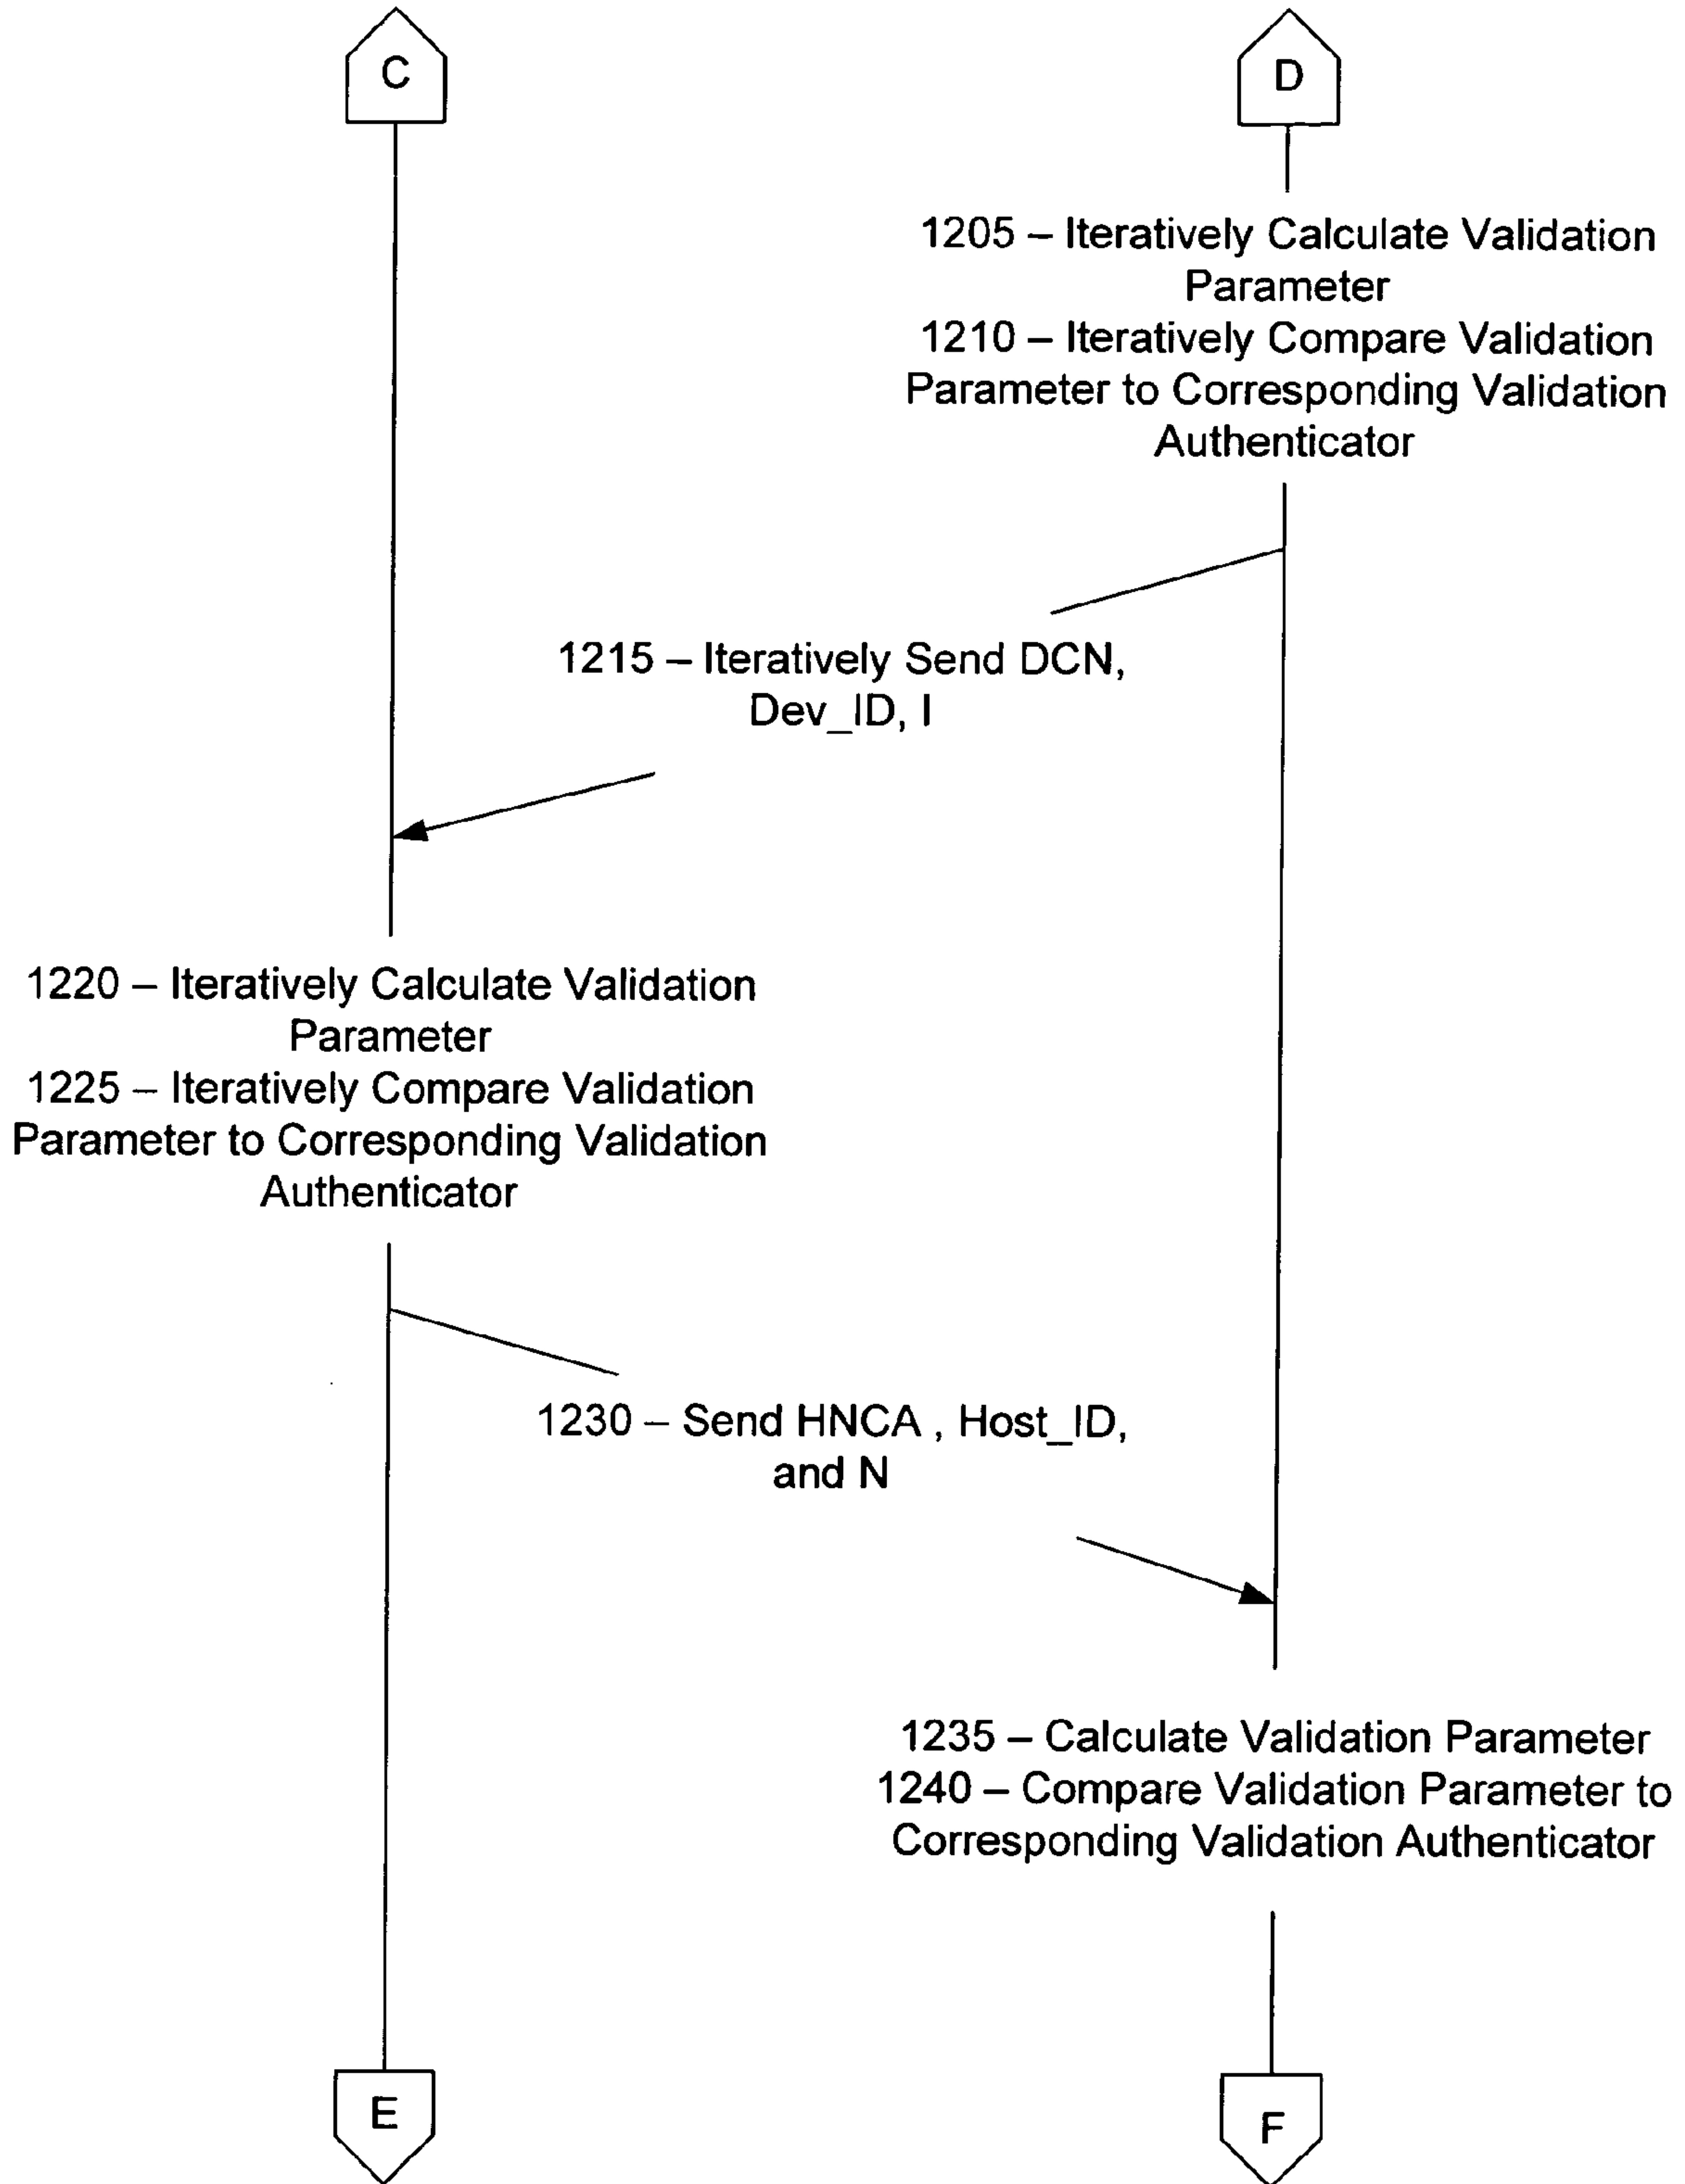 C
D
1205 – Iteratively Calculate Validation
Parameter
1210 – Iteratively Compare Validation
Parameter to Corresponding Validation
Authenticator
1215 – Iteratively Send DCN,
Dev_ID, I
1220 – Iteratively Calculate Validation
Parameter
1225 – Iteratively Compare Validation
Parameter to Corresponding Validation
Authenticator
1230 – Send HNCA , Host_ID,
and N
1235 – Calculate Validation Parameter
1240 – Compare Validation Parameter to
Corresponding Validation Authenticator
E
F